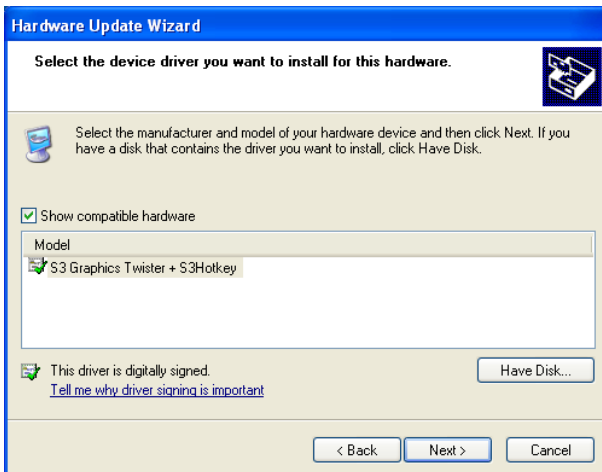 Hardware Update Wizard
Select the device driver you want to install for this hardware.
Select the manufacturer and model of your hardware device and then click Next. If you
have a disk that contains the driver you want to install, click Have Disk.
Show compatible hardware
Model
S3 Graphics Twister + S3Hotkey
This driver is digitally signed.
Have Disk...
Tell me why driver signing is important
< Back Next > Cancel